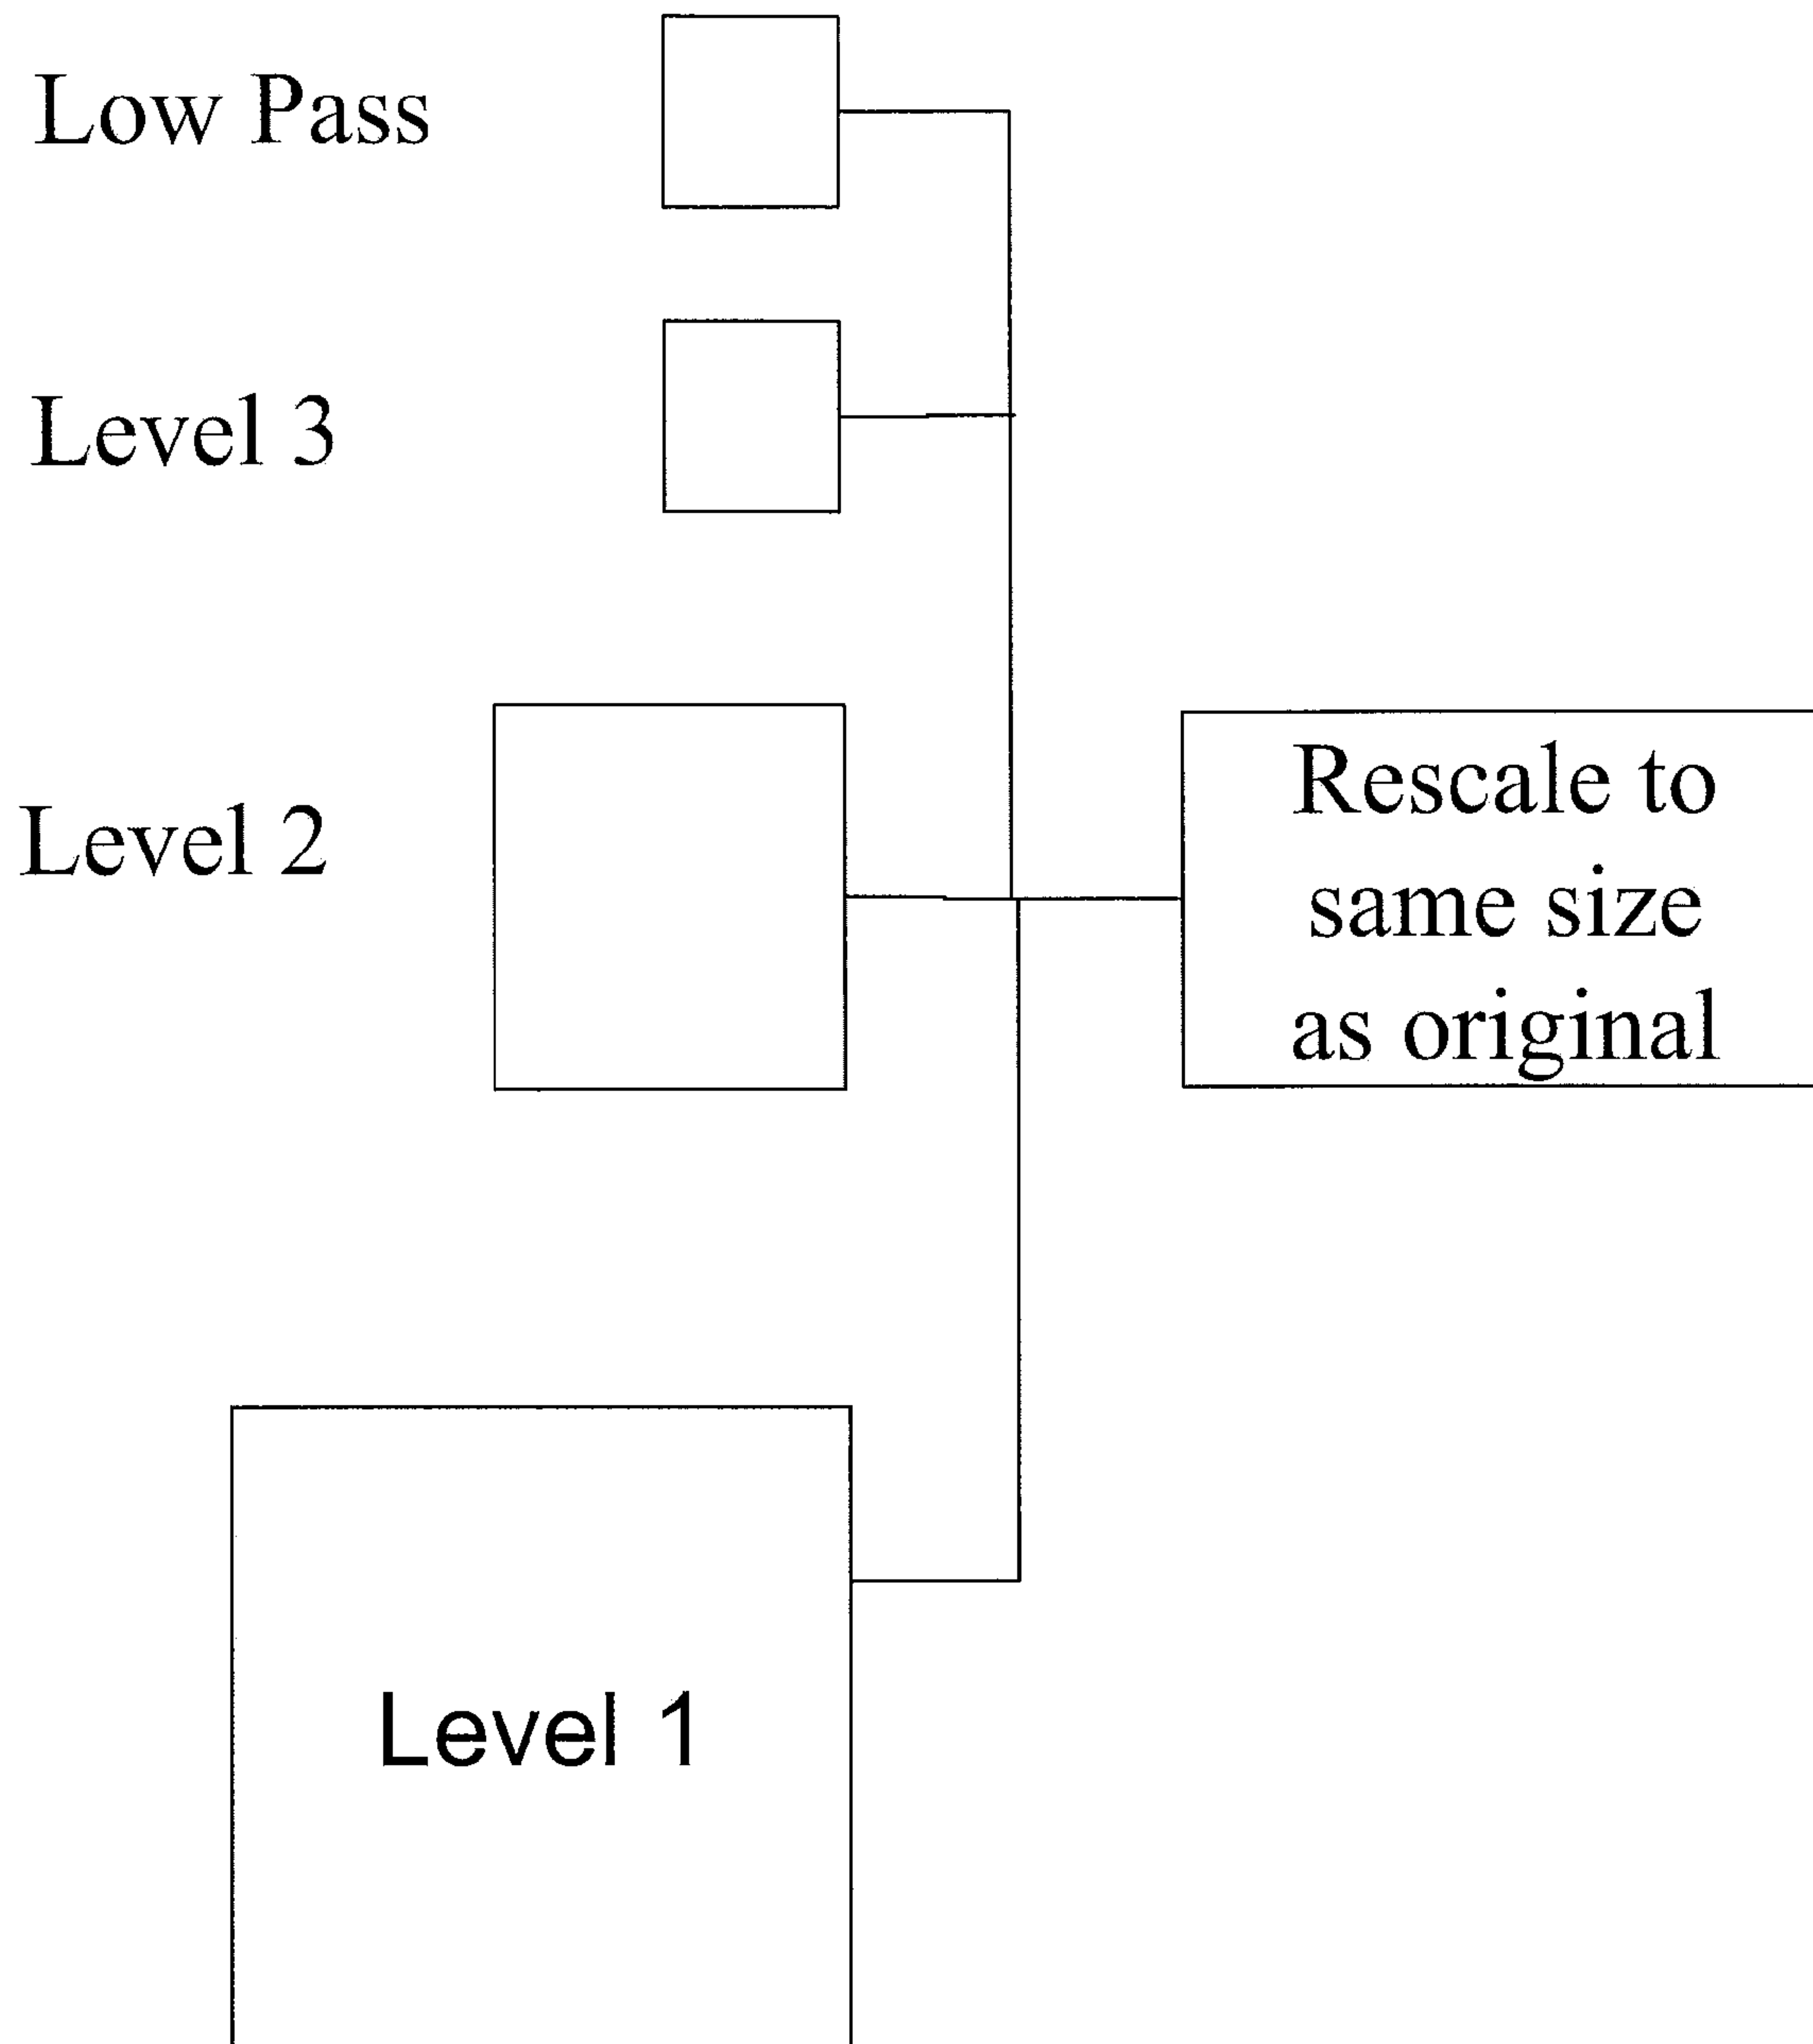 Low Pass
Level 3
Level 2
Rescale to
same size
as original
Level 1